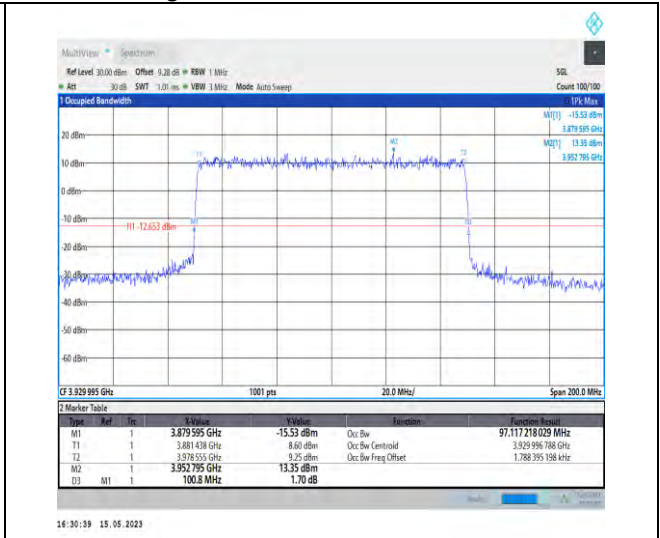 MultiView Spectrum
Ref Level 30.00 dBm Offset 9.28 dB RBW 1 MHz SGL
Att 30 dB SWT 1.01 ms VBW 3 MHz Mode Auto Sweep Count 100/100
1 Occupied Bandwidth 1Pk Max
M1[1] -15.53 dBm
3.879 595 GHz
M2[1] 13.35 dBm
3.952 795 GHz
20 dBm
M2
T1 T2
10 dBm
0 dBm
-10 dBm
H1 -12.653 dBm M1 D3
-20 dBm
-30 dBm
-40 dBm
-50 dBm
-60 dBm
CF 3.929 995 GHz 1001 pts 20.0 MHz/ Span 200.0 MHz
2 Marker Table
Type Ref Trc X-Value Y-Value Function Function Result
M1 1 3.879 595 GHz -15.53 dBm Occ Bw 97.117 218 029 MHz
T1 1 3.881 438 GHz 8.60 dBm Occ Bw Centroid 3.929 996 788 GHz
T2 1 3.978 555 GHz 9.25 dBm Occ Bw Freq Offset 1.788 395 198 kHz
M2 1 3.952 795 GHz 13.35 dBm
D3 M1 1 100.8 MHz 1.70 dB
16:30:39 15.05.2023